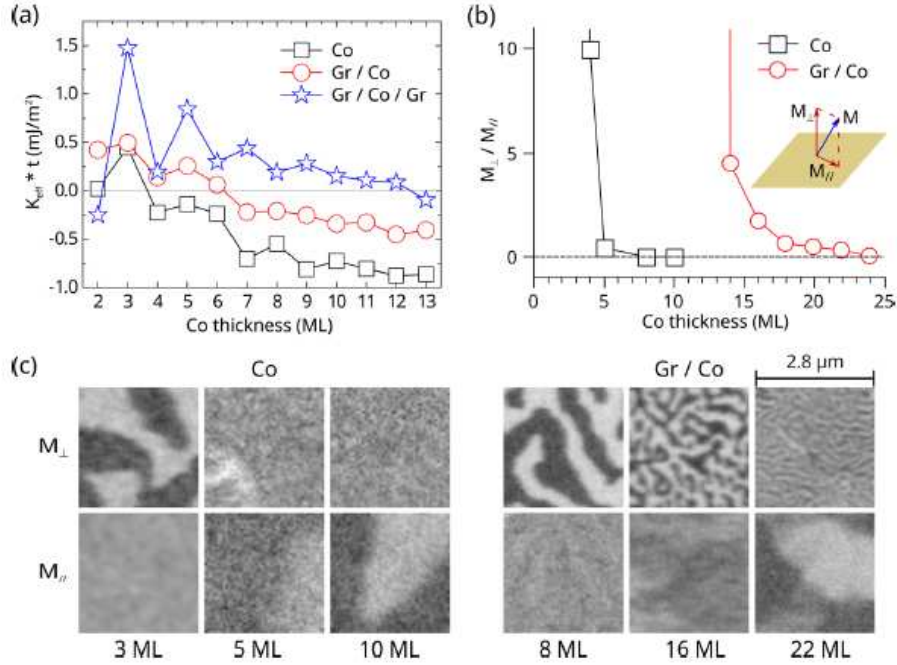 (a)
1.5
1.0
0.5
0.0
-0.5
-1.0
K_eff * t (mJ/m²)
Co
Gr / Co
Gr / Co / Gr
2 3 4 5 6 7 8 9 10 11 12 13
Co thickness (ML)
(b)
10
5
0
M⊥ / M//
Co
Gr / Co
M⊥ M
M//
0 5 10 15 20 25
Co thickness (ML)
(c)
Co
Gr / Co
2.8 µm
M⊥
M//
3 ML 5 ML 10 ML 8 ML 16 ML 22 ML